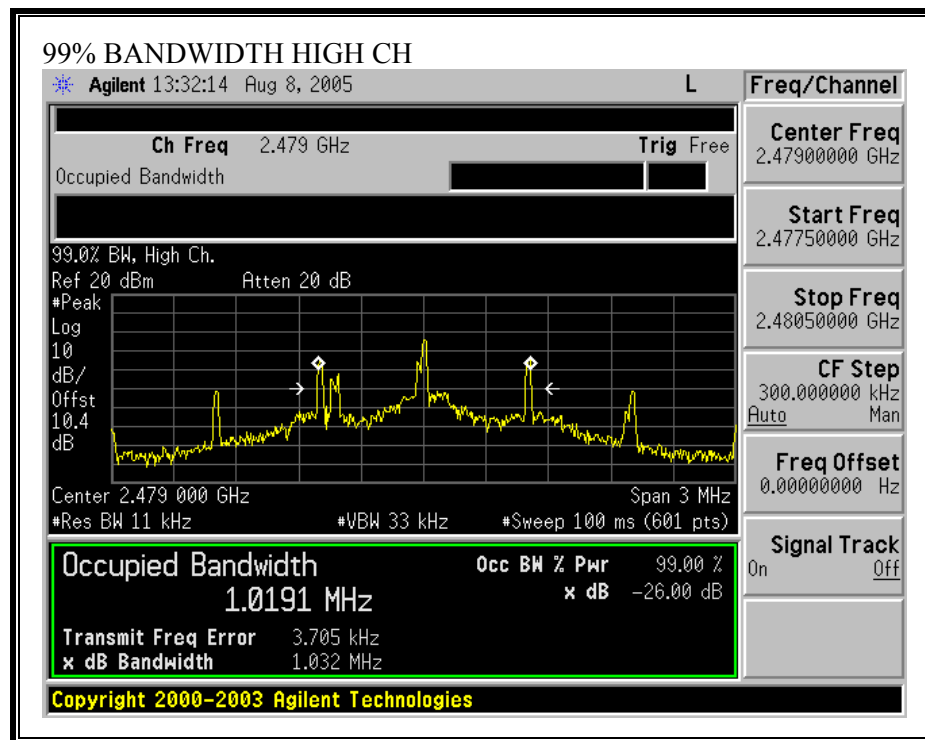 99% BANDWIDTH HIGH CH
Agilent 13:32:14 Aug 8, 2005 L Freq/Channel
Ch Freq 2.479 GHz Trig Free
Occupied Bandwidth
Center Freq
2.47900000 GHz
Start Freq
2.47750000 GHz
Stop Freq
2.48050000 GHz
CF Step
300.000000 kHz
Auto Man
Freq Offset
0.00000000 Hz
Signal Track
On Off
99.0% BW, High Ch.
Ref 20 dBm Atten 20 dB
#Peak
Log
10
dB/
Offst
10.4
dB
Center 2.479 000 GHz Span 3 MHz
#Res BW 11 kHz #VBW 33 kHz #Sweep 100 ms (601 pts)
Occupied Bandwidth Occ BW % Pwr 99.00 %
1.0191 MHz x dB -26.00 dB
Transmit Freq Error 3.705 kHz
x dB Bandwidth 1.032 MHz
Copyright 2000-2003 Agilent Technologies